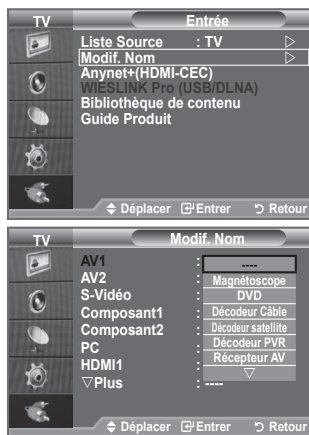 TV Entrée
Liste Source : TV ▷
Modif. Nom ▷
Anynet+(HDMI-CEC)
WIESLINK Pro (USB/DLNA)
Bibliothèque de contenu
Guide Produit
Déplacer Entrer Retour
TV Modif. Nom
AV1 : ----
AV2 : Magnétoscope
S-Vidéo : DVD
Composant1 : Décodeur Câble
Composant2 : Décodeur satellite
PC : Décodeur PVR
HDMI1 : Récepteur AV
▽Plus : ---- ▽
Déplacer Entrer Retour